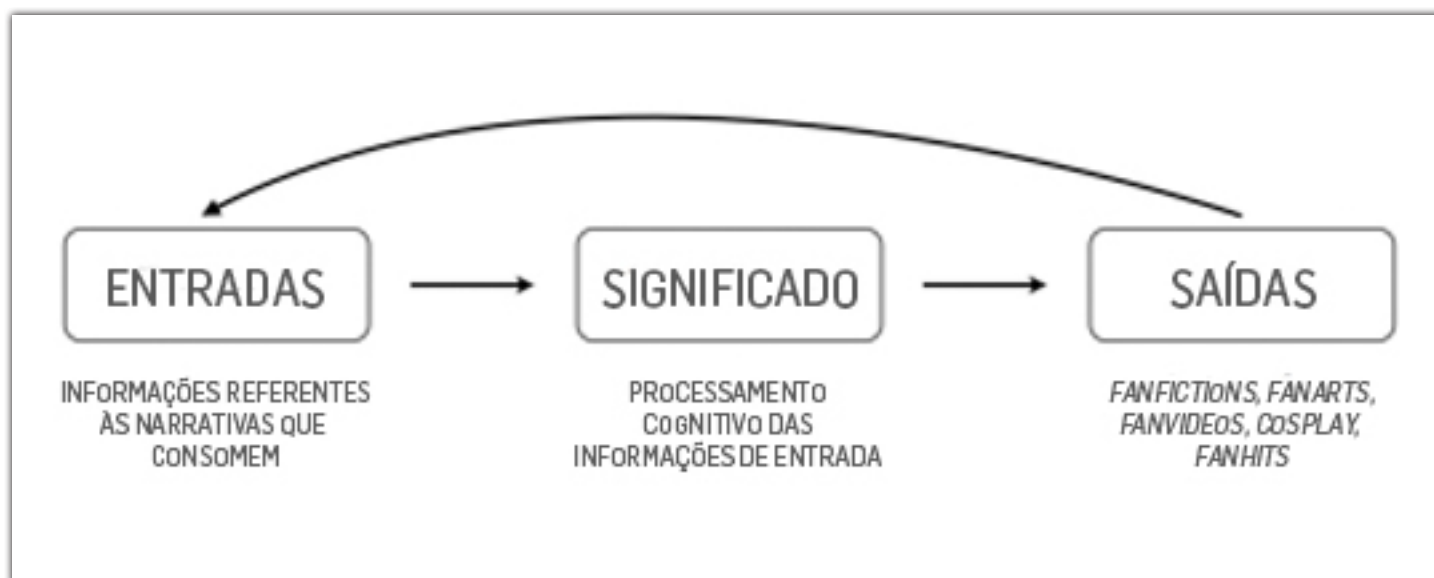 ENTRADAS
INFORMAÇÕES REFERENTES
ÀS NARRATIVAS QUE
CONSOMEM
SIGNIFICADO
PROCESSAMENTO
COGNITIVO DAS
INFORMAÇÕES DE ENTRADA
SAÍDAS
FANFICTIONS, FANARTS,
FANVIDEOS, COSPLAY,
FANHITS